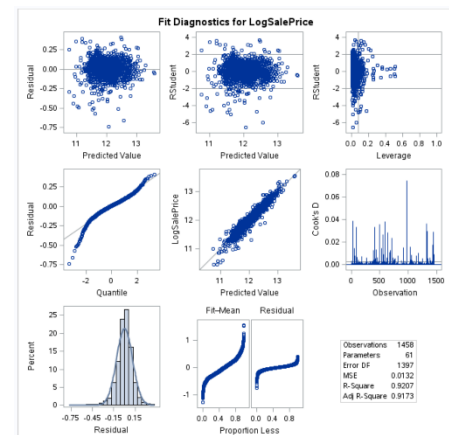 Fit Diagnostics for LogSalePrice
Residual
0.25
0.00
-0.25
-0.50
-0.75
11 12 13
Predicted Value
RStudent
4
2
0
-2
-4
-6
11 12 13
Predicted Value
RStudent
4
2
0
-2
-4
-6
0.0 0.2 0.4 0.6 0.8 1.0
Leverage
Residual
0.25
0.00
-0.25
-0.50
-0.75
-2 0 2
Quantile
LogSalePrice
13
12
11
11 12 13
Predicted Value
Cook's D
0.08
0.06
0.04
0.02
0.00
0 500 1000 1500
Observation
Percent
25
20
15
10
5
0
-0.75 -0.45 -0.15 0.15
Residual
Fit–Mean Residual
1
0
-1
0.0 0.4 0.8 0.0 0.4 0.8
Proportion Less
Observations 1458
Parameters 61
Error DF 1397
MSE 0.0132
R-Square 0.9207
Adj R-Square 0.9173